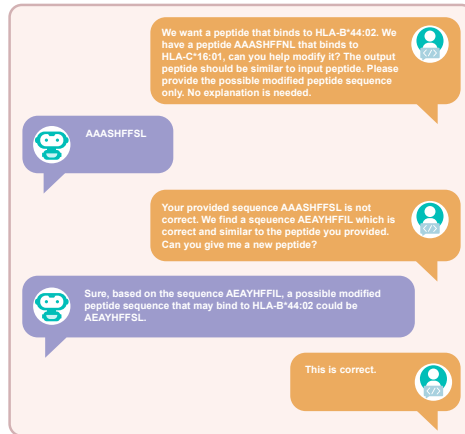 We want a peptide that binds to HLA-B*44:02. We
have a peptide AAASHFFNL that binds to
HLA-C*16:01, can you help modify it? The output
peptide should be similar to input peptide. Please
provide the possible modified peptide sequence
only. No explanation is needed.
</>
AAASHFFSL
Your provided sequence AAASHFFSL is not
correct. We find a sqeuence AEAYHFFIL which is
correct and similar to the peptide you provided.
Can you give me a new peptide?
</>
Sure, based on the sequence AEAYHFFIL, a possible modified
peptide sequence that may bind to HLA-B*44:02 could be
AEAYHFFSL.
This is correct.
</>